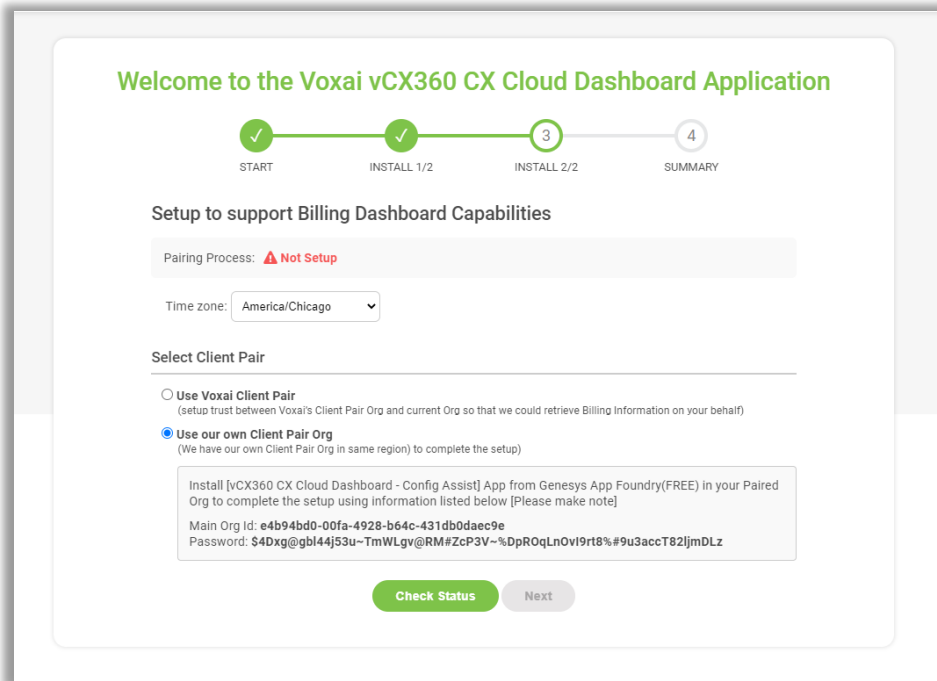 Welcome to the Voxai vCX360 CX Cloud Dashboard Application
3
4
START
INSTALL 1/2
INSTALL 2/2
SUMMARY
Setup to support Billing Dashboard Capabilities
Pairing Process: Not Setup
Time zone: America/Chicago
Select Client Pair
Use Voxai Client Pair
(setup trust between Voxai's Client Pair Org and current Org so that we could retrieve Billing Information on your behalf)
Use our own Client Pair Org
(We have our own Client Pair Org in same region) to complete the setup)
Install [vCX360 CX Cloud Dashboard - Config Assist] App from Genesys App Foundry(FREE) in your Paired
Org to complete the setup using information listed below [Please make note]
Main Org Id: e4b94bd0-00fa-4928-b64c-431db0daec9e
Password: $4Dxg@gbl44j53u~TmWLgv@RM#ZcP3V~%DpROqLnOvI9rt8%#9u3accT82ljmDLz
Check Status
Next